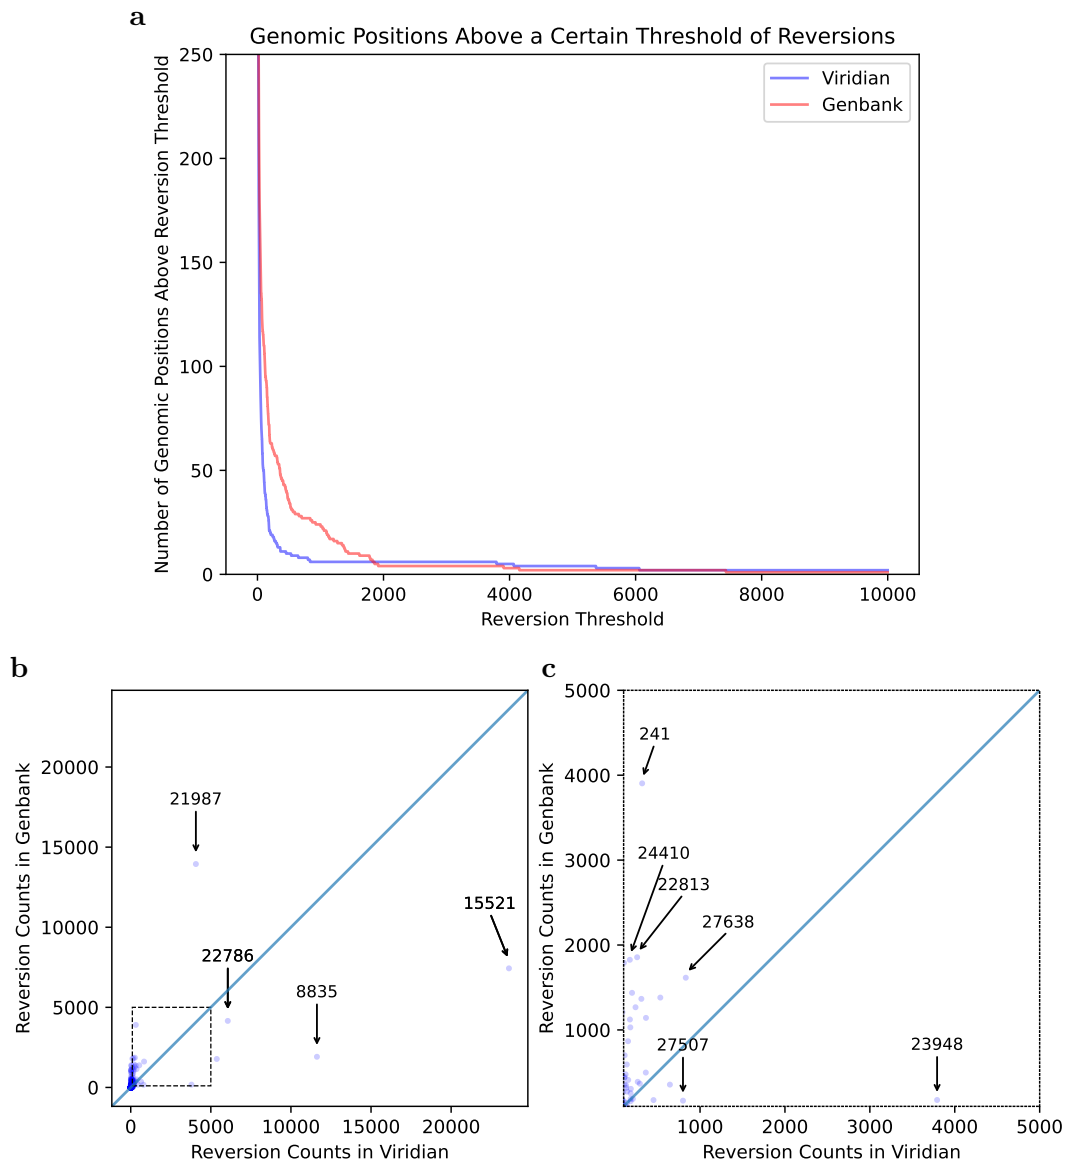 a
Genomic Positions Above a Certain Threshold of Reversions
Number of Genomic Positions Above Reversion Threshold
250
200
150
100
50
0
Viridian
Genbank
0 2000 4000 6000 8000 10000
Reversion Threshold
b
Reversion Counts in Genbank
20000
15000
10000
5000
0
21987
15521
22786
8835
0 5000 10000 15000 20000
Reversion Counts in Viridian
c
Reversion Counts in Genbank
5000
4000
3000
2000
1000
241
24410
22813
27638
27507
23948
1000 2000 3000 4000 5000
Reversion Counts in Viridian